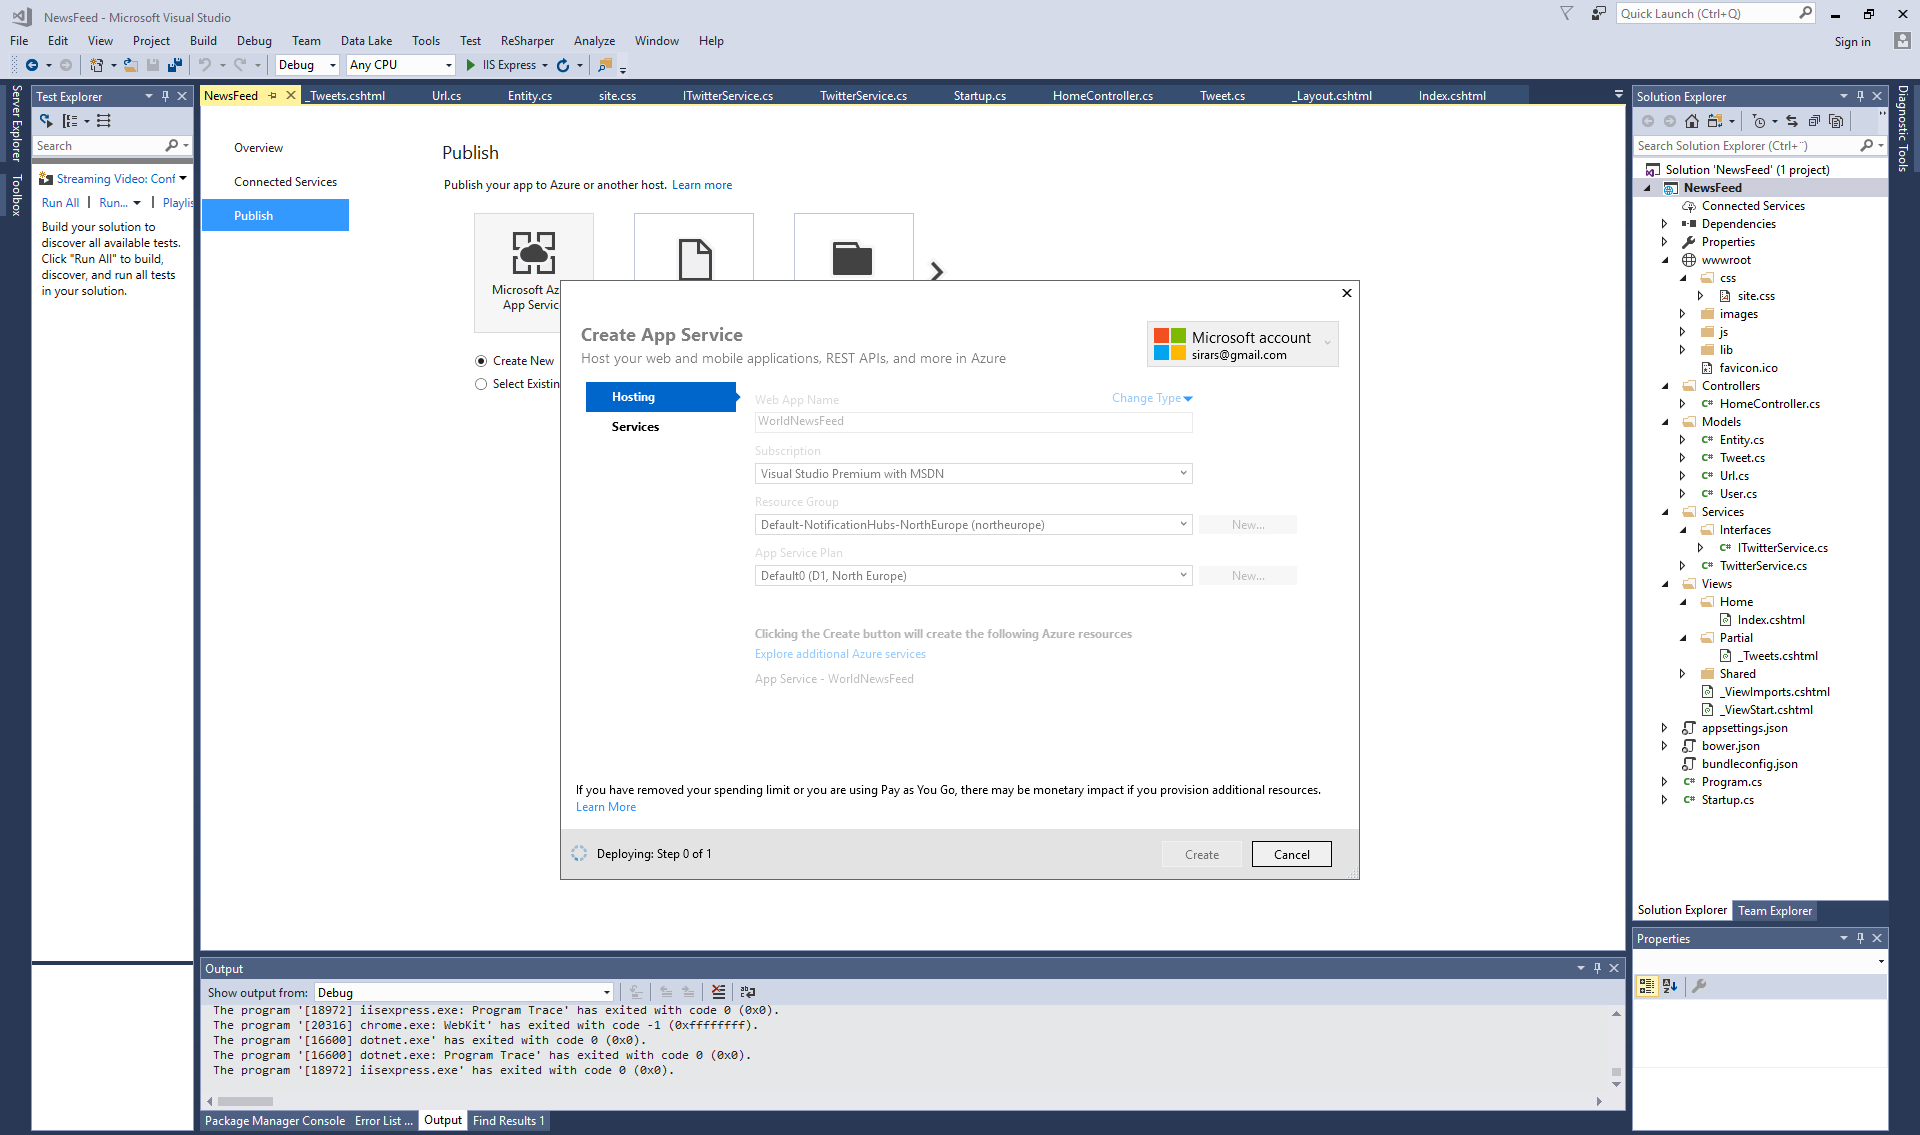 NewsFeed - Microsoft Visual Studio
Quick Launch (Ctrl+Q)
File Edit View Project Build Debug Team Data Lake Tools Test ReSharper Analyze Window Help
Sign in
Debug Any CPU IIS Express
Server Explorer
Toolbox
Test Explorer
Search
Streaming Video: Conf
Run All | Run... | Playlis
Build your solution to
discover all available tests.
Click "Run All" to build,
discover, and run all tests
in your solution.
NewsFeed _Tweets.cshtml Url.cs Entity.cs site.css ITwitterService.cs TwitterService.cs Startup.cs HomeController.cs Tweet.cs _Layout.cshtml Index.cshtml
Overview
Connected Services
Publish
Publish
Publish your app to Azure or another host. Learn more
Microsoft Az
App Servic
Create New
Select Existin
Create App Service
Host your web and mobile applications, REST APIs, and more in Azure
Microsoft account
sirars@gmail.com
Hosting
Services
Web App Name
Change Type
WorldNewsFeed
Subscription
Visual Studio Premium with MSDN
Resource Group
Default-NotificationHubs-NorthEurope (northeurope)
New...
App Service Plan
Default0 (D1, North Europe)
New...
Clicking the Create button will create the following Azure resources
Explore additional Azure services
App Service - WorldNewsFeed
If you have removed your spending limit or you are using Pay as You Go, there may be monetary impact if you provision additional resources.
Learn More
Deploying: Step 0 of 1
Create
Cancel
Output
Show output from: Debug
The program '[18972] iisexpress.exe: Program Trace' has exited with code 0 (0x0).
The program '[20316] chrome.exe: WebKit' has exited with code -1 (0xffffffff).
The program '[16600] dotnet.exe' has exited with code 0 (0x0).
The program '[16600] dotnet.exe: Program Trace' has exited with code 0 (0x0).
The program '[18972] iisexpress.exe' has exited with code 0 (0x0).
Package Manager Console Error List ... Output Find Results 1
Solution Explorer
Search Solution Explorer (Ctrl+¨)
Solution 'NewsFeed' (1 project)
NewsFeed
Connected Services
Dependencies
Properties
wwwroot
css
site.css
images
js
lib
favicon.ico
Controllers
C# HomeController.cs
Models
C# Entity.cs
C# Tweet.cs
C# Url.cs
C# User.cs
Services
Interfaces
C# ITwitterService.cs
C# TwitterService.cs
Views
Home
Index.cshtml
Partial
_Tweets.cshtml
Shared
_ViewImports.cshtml
_ViewStart.cshtml
appsettings.json
bower.json
bundleconfig.json
C# Program.cs
C# Startup.cs
Solution Explorer Team Explorer
Properties
Diagnostic Tools